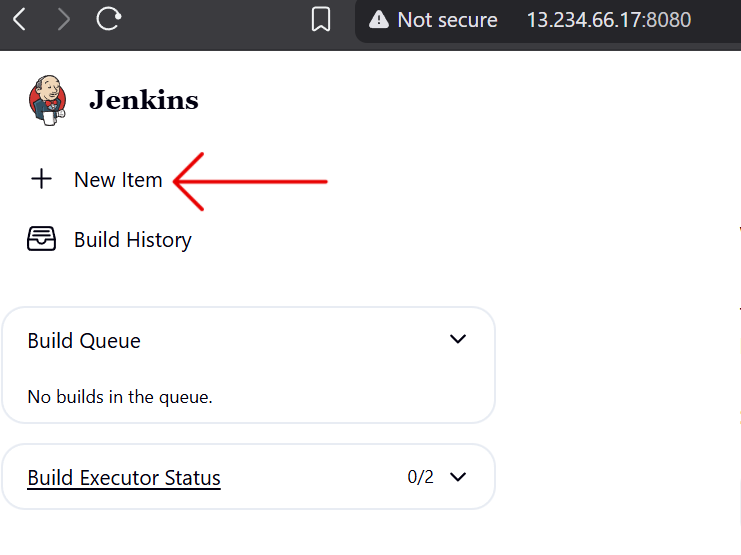 Not secure 13.234.66.17:8080
Jenkins
New Item
Build History
Build Queue
No builds in the queue.
Build Executor Status 0/2